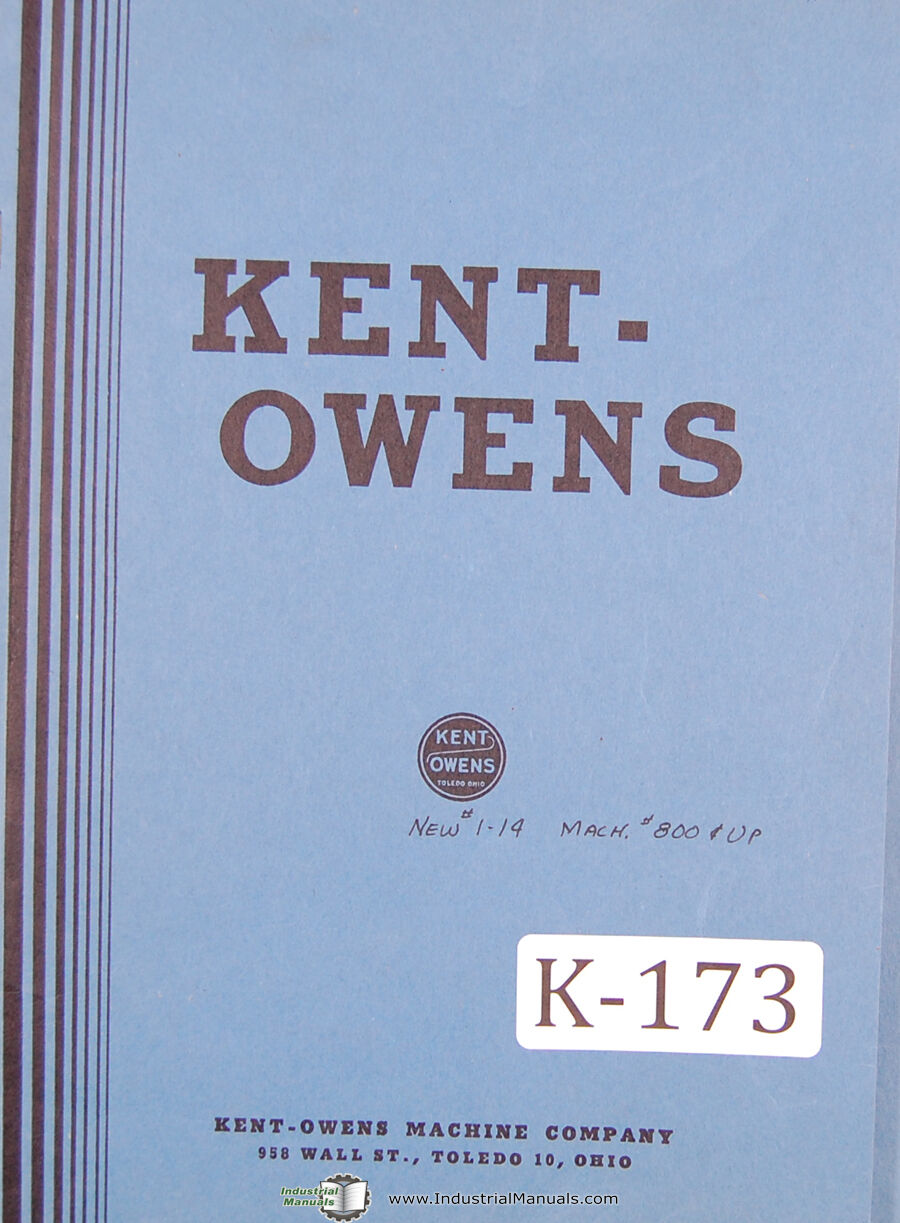 KENT-
OWENS
KENT
OWENS
TOLEDO OHIO
NEW #1-14 MACH. #800 & UP
K-173
KENT-OWENS MACHINE COMPANY
958 WALL ST., TOLEDO 10, OHIO
Industrial
Manuals
www.IndustrialManuals.com